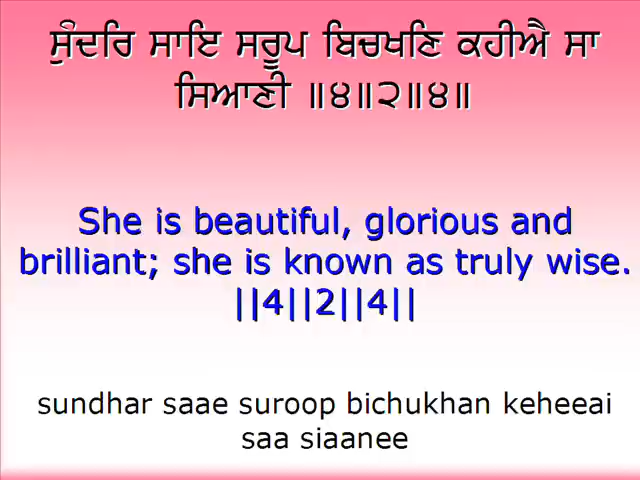 ਸੁੰਦਰਿ ਸਾਇ ਸਰੂਪ ਬਿਚਖਣਿ ਕਹੀਐ ਸਾ
ਸਿਆਣੀ ॥੪॥੨॥੪॥
She is beautiful, glorious and
brilliant; she is known as truly wise.
||4||2||4||
sundhar saae suroop bichukhan keheeai
saa siaanee